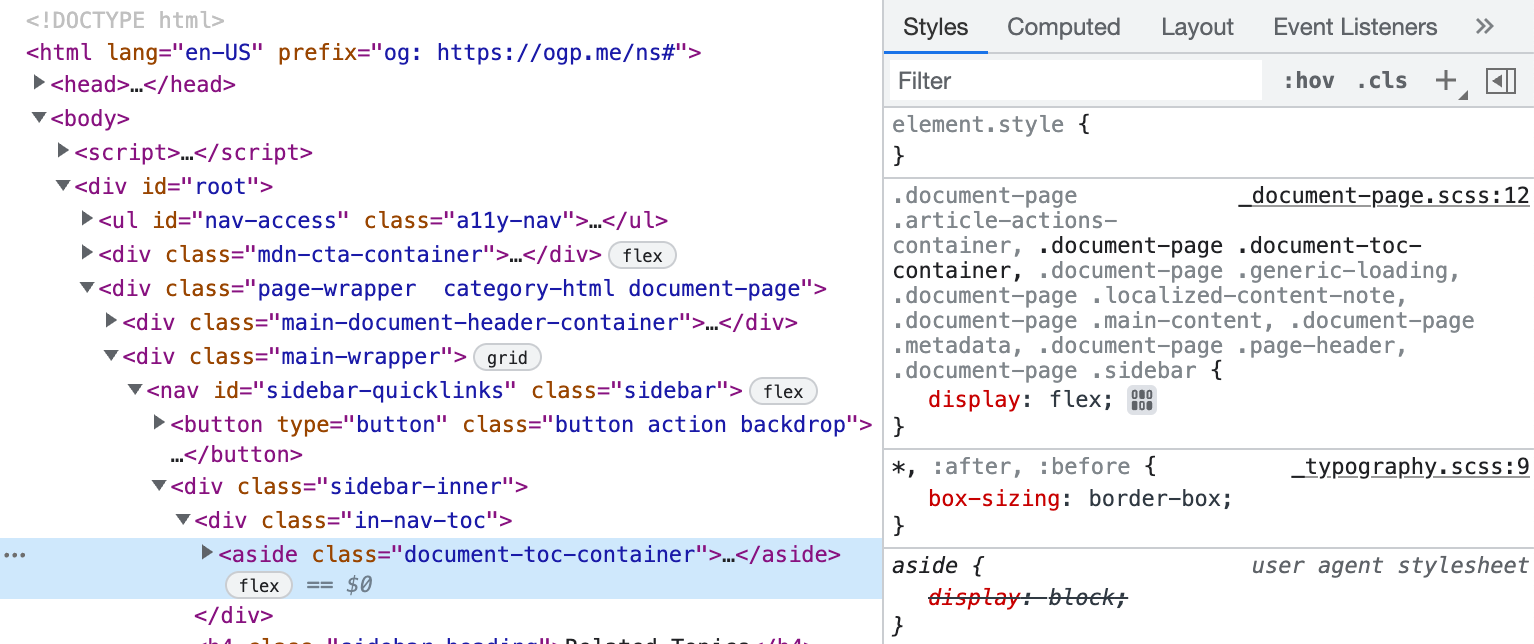 <!DOCTYPE html>
<html lang="en-US" prefix="og: https://ogp.me/ns#">
<head>…</head>
<body>
<script>…</script>
<div id="root">
<ul id="nav-access" class="a11y-nav">…</ul>
<div class="mdn-cta-container">…</div> flex
<div class="page-wrapper  category-html document-page">
<div class="main-document-header-container">…</div>
<div class="main-wrapper"> grid
<nav id="sidebar-quicklinks" class="sidebar"> flex
<button type="button" class="button action backdrop">
…</button>
<div class="sidebar-inner">
<div class="in-nav-toc">
<aside class="document-toc-container">…</aside>
flex == $0
</div>
<h4 class="sidebar-heading">Related Topics</h4>
Styles Computed Layout Event Listeners »
Filter :hov .cls +
element.style {
}
.document-page _document-page.scss:12
.article-actions-
container, .document-page .document-toc-
container, .document-page .generic-loading,
.document-page .localized-content-note,
.document-page .main-content, .document-page
.metadata, .document-page .page-header,
.document-page .sidebar {
display: flex;
}
*, :after, :before { _typography.scss:9
box-sizing: border-box;
}
aside { user agent stylesheet
display: block;
}